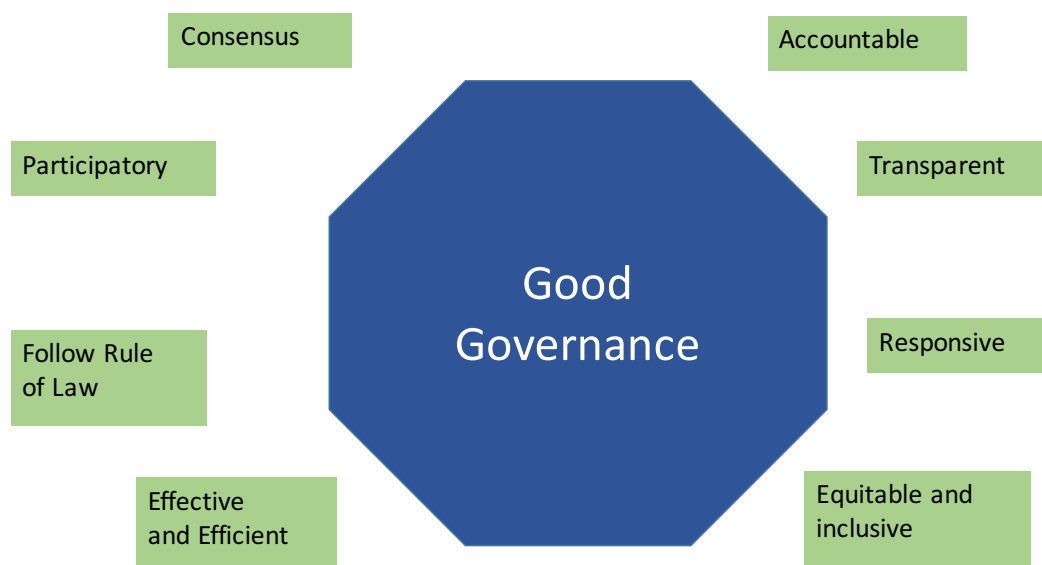 Consensus
Accountable
Participatory
Transparent
Good
Governance
Follow Rule
of Law
Responsive
Effective
and Efficient
Equitable and
inclusive